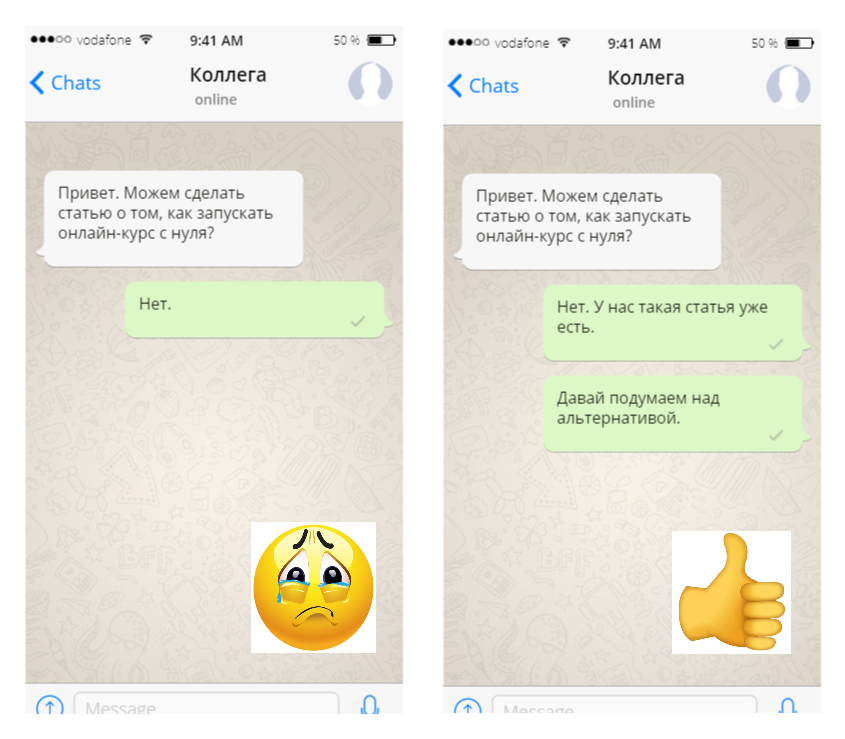 vodafone
9:41 AM
50 %
Chats
Коллега
online
Привет. Можем сделать
статью о том, как запускать
онлайн-курс с нуля?
Нет.
Message
vodafone
9:41 AM
50 %
Chats
Коллега
online
Привет. Можем сделать
статью о том, как запускать
онлайн-курс с нуля?
Нет. У нас такая статья уже
есть.
Давай подумаем над
альтернативой.
Message